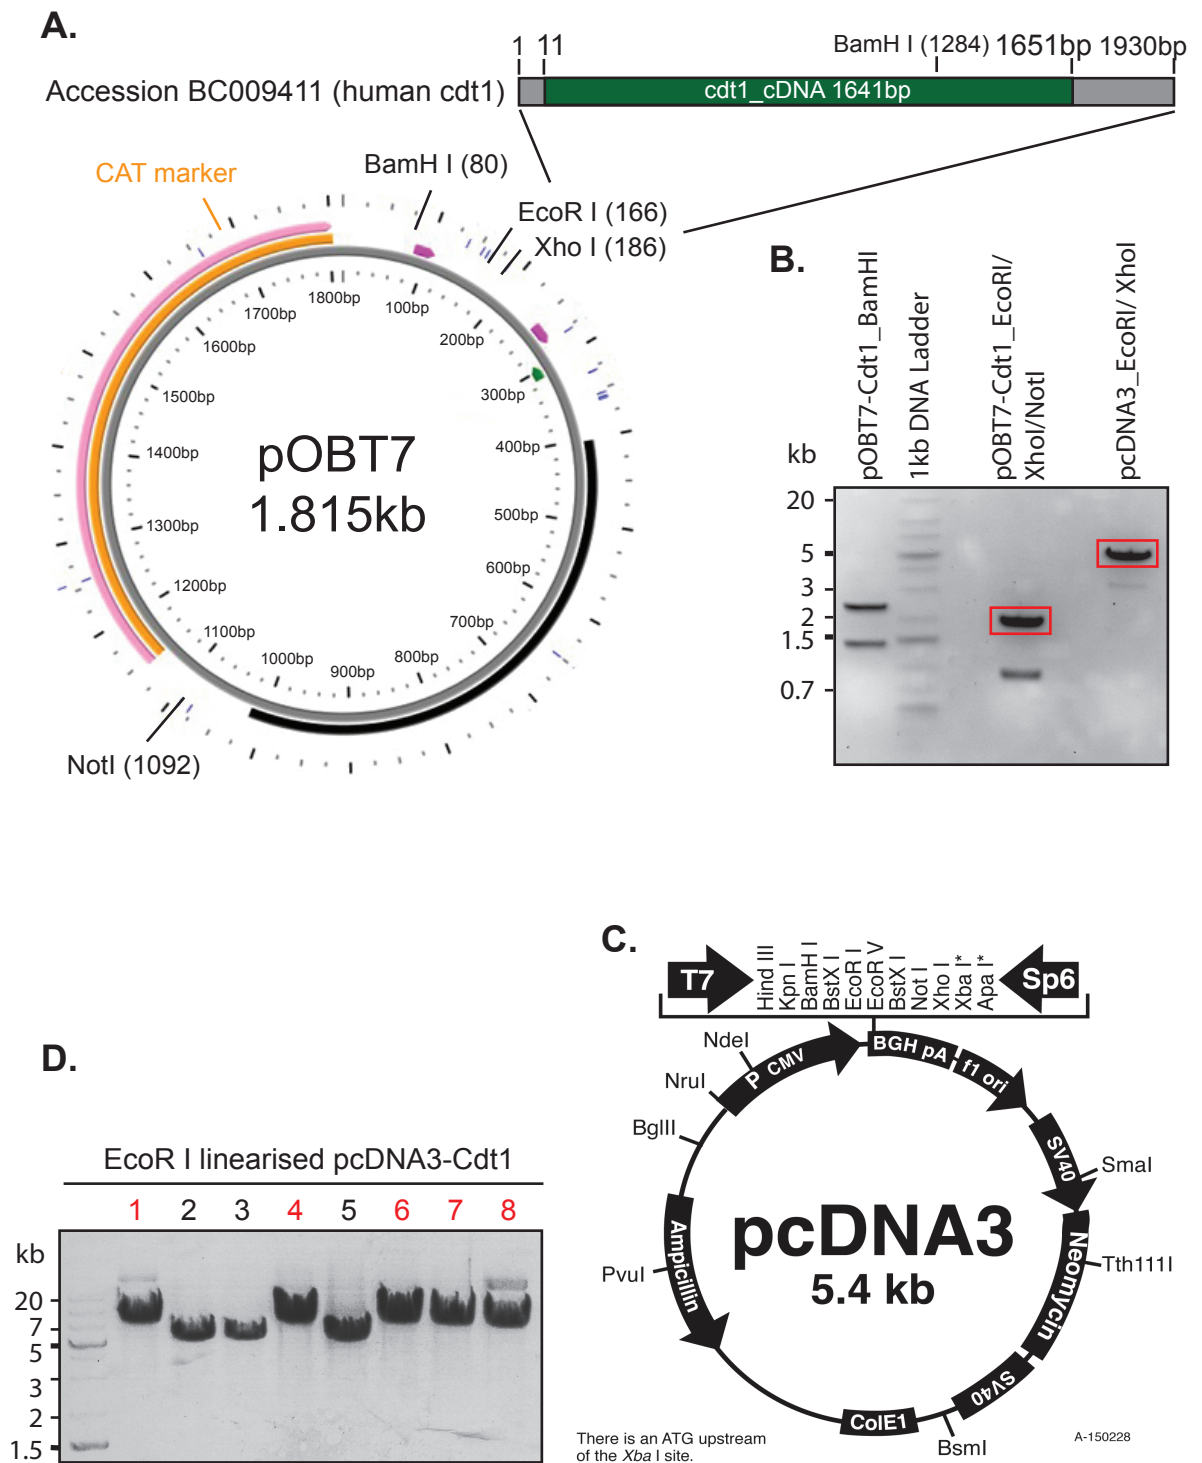 A.
1 11 BamH I (1284) 1651bp 1930bp
Accession BC009411 (human cdt1)
cdt1_cDNA 1641bp
CAT marker
BamH I (80)
EcoR I (166)
Xho I (186)
NotI (1092)
100bp
200bp
300bp
400bp
500bp
600bp
700bp
800bp
900bp
1000bp
1100bp
1200bp
1300bp
1400bp
1500bp
1600bp
1700bp
1800bp
pOBT7
1.815kb
B.
pOBT7-Cdt1_BamHI
1kb DNA Ladder
pOBT7-Cdt1_EcoRI/
XhoI/NotI
pcDNA3_EcoRI/ XhoI
kb
20
5
3
2
1.5
0.7
C.
T7
Hind III
Kpn I
BamH I
BstX I
EcoR I
EcoR V
BstX I
Not I
Xho I
Xba I*
Apa I*
Sp6
NdeI
NruI
BglII
PvuI
P CMV
BGH pA
f1 ori
SV40
SmaI
Neomycin
Tth111I
SV40
BsmI
ColE1
Ampicillin
pcDNA3
5.4 kb
There is an ATG upstream
of the Xba I site.
A-150228
D.
EcoR I linearised pcDNA3-Cdt1
1 2 3 4 5 6 7 8
kb
20
7
5
3
2
1.5